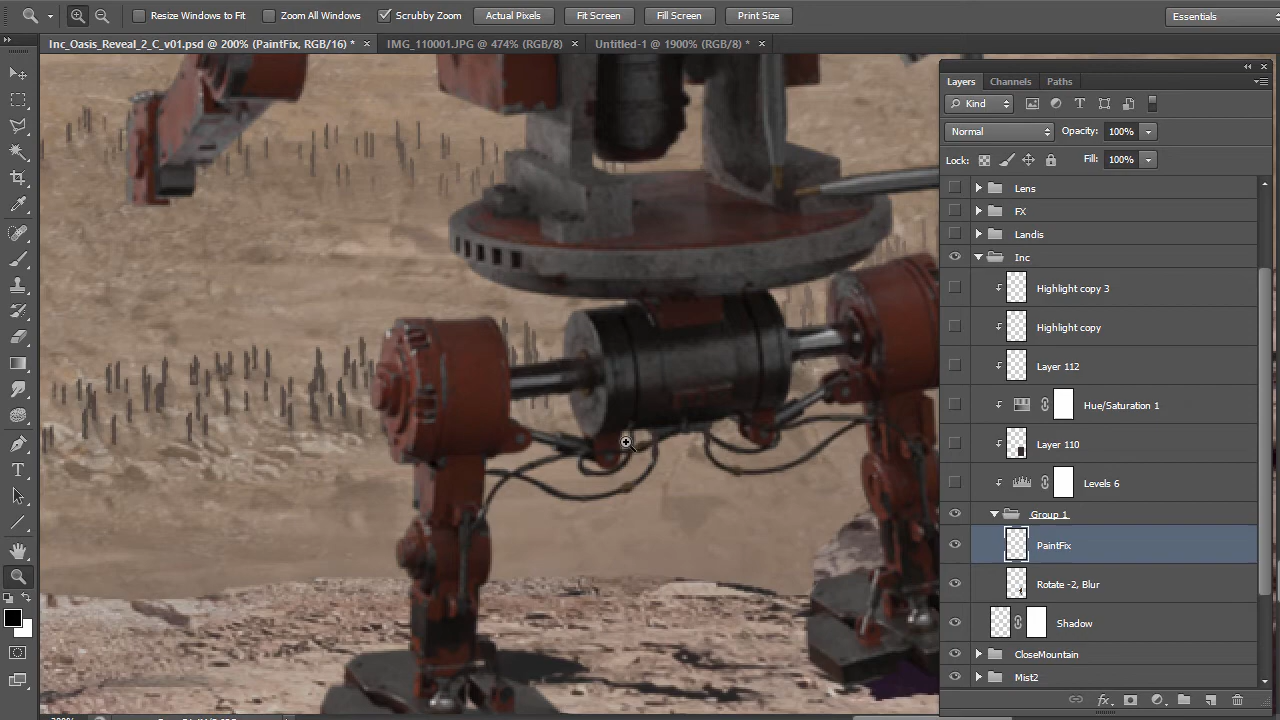 Resize Windows to Fit Zoom All Windows Scrubby Zoom Actual Pixels Fit Screen Fill Screen Print Size Essentials
Inc_Oasis_Reveal_2_C_v01.psd @ 200% (PaintFix, RGB/16) * × IMG_110001.JPG @ 474% (RGB/8) × Untitled-1 @ 1900% (RGB/8) * ×
Layers Channels Paths
Kind
Normal Opacity: 100%
Lock: Fill: 100%
Lens
FX
Landis
Inc
Highlight copy 3
Highlight copy
Layer 112
Hue/Saturation 1
Layer 110
Levels 6
Group 1
PaintFix
Rotate -2, Blur
Shadow
CloseMountain
Mist2